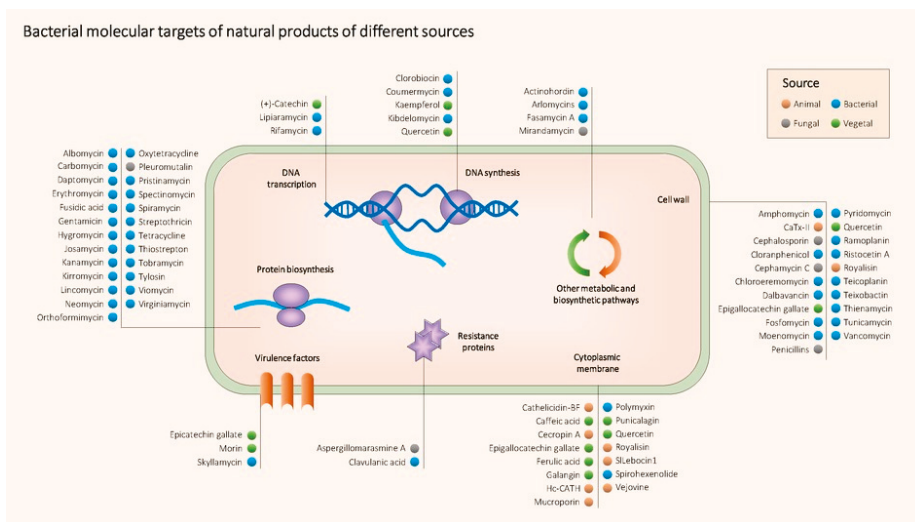 Bacterial molecular targets of natural products of different sources
Source
Animal
Bacterial
Fungal
Vegetal
(+)-Catechin
Lipiaramycin
Rifamycin
Clorobiocin
Coumermycin
Kaempferol
Kibdelomycin
Quercetin
Actinohordin
Arlomycins
Fasamycin A
Mirandamycin
DNA
transcription
DNA synthesis
Cell wall
Albomycin
Carbomycin
Daptomycin
Erythromycin
Fusidic acid
Gentamicin
Hygromycin
Josamycin
Kanamycin
Kirromycin
Lincomycin
Neomycin
Orthoformimycin
Oxytetracycline
Pleuromutalin
Pristinamycin
Spectinomycin
Spiramycin
Streptothricin
Tetracycline
Thiostrepton
Tobramycin
Tylosin
Viomycin
Virginiamycin
Protein biosynthesis
Other metabolic and
biosynthetic pathways
Resistance
proteins
Virulence factors
Cytoplasmic
membrane
Amphomycin
CaTx-II
Cephalosporin
Cloranphenicol
Cephamycin C
Chloroeremomycin
Dalbavancin
Epigallocatechin gallate
Fosfomycin
Moenomycin
Penicillins
Pyridomycin
Quercetin
Ramoplanin
Ristocetin A
Royalisin
Teicoplanin
Teixobactin
Thienamycin
Tunicamycin
Vancomycin
Epicatechin gallate
Morin
Skyllamycin
Aspergillomarasmine A
Clavulanic acid
Cathelicidin-BF
Caffeic acid
Cecropin A
Epigallocatechin gallate
Ferulic acid
Galangin
Hc-CATH
Mucroporin
Polymyxin
Punicalagin
Quercetin
Royalisin
SlLebocin1
Spirohexenolide
Vejovine